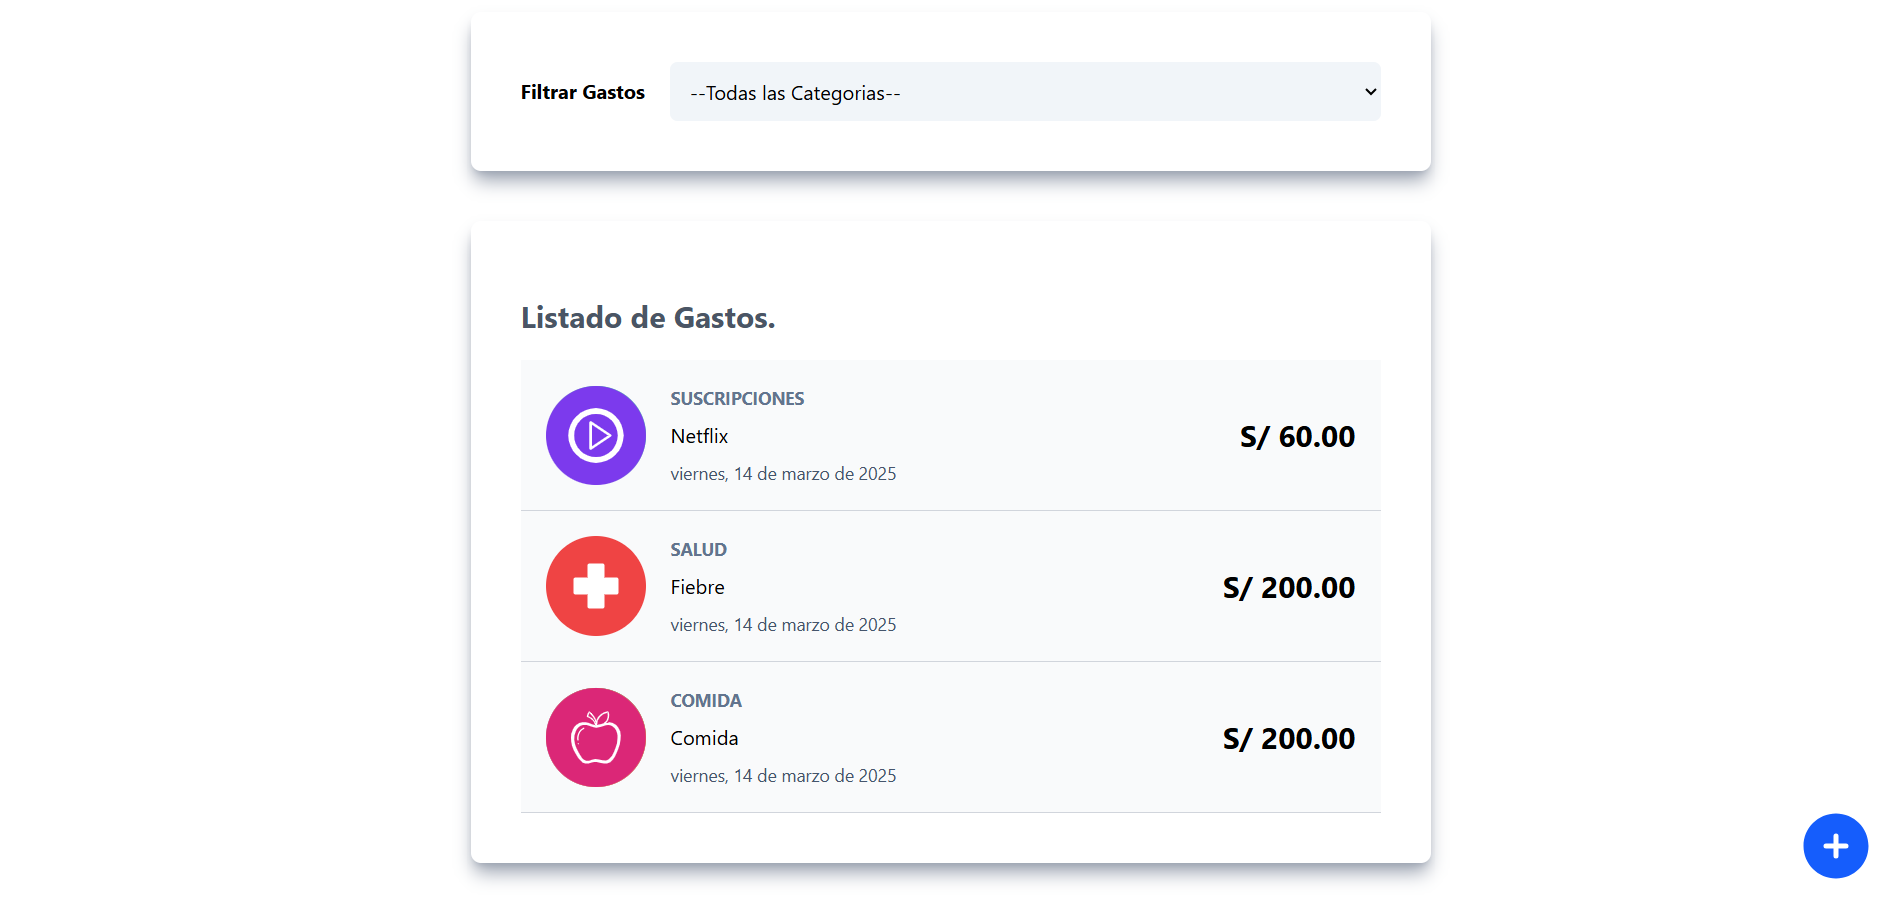 Filtrar Gastos
--Todas las Categorias--
Listado de Gastos.
SUSCRIPCIONES
Netflix
S/ 60.00
viernes, 14 de marzo de 2025
SALUD
Fiebre
S/ 200.00
viernes, 14 de marzo de 2025
COMIDA
Comida
S/ 200.00
viernes, 14 de marzo de 2025